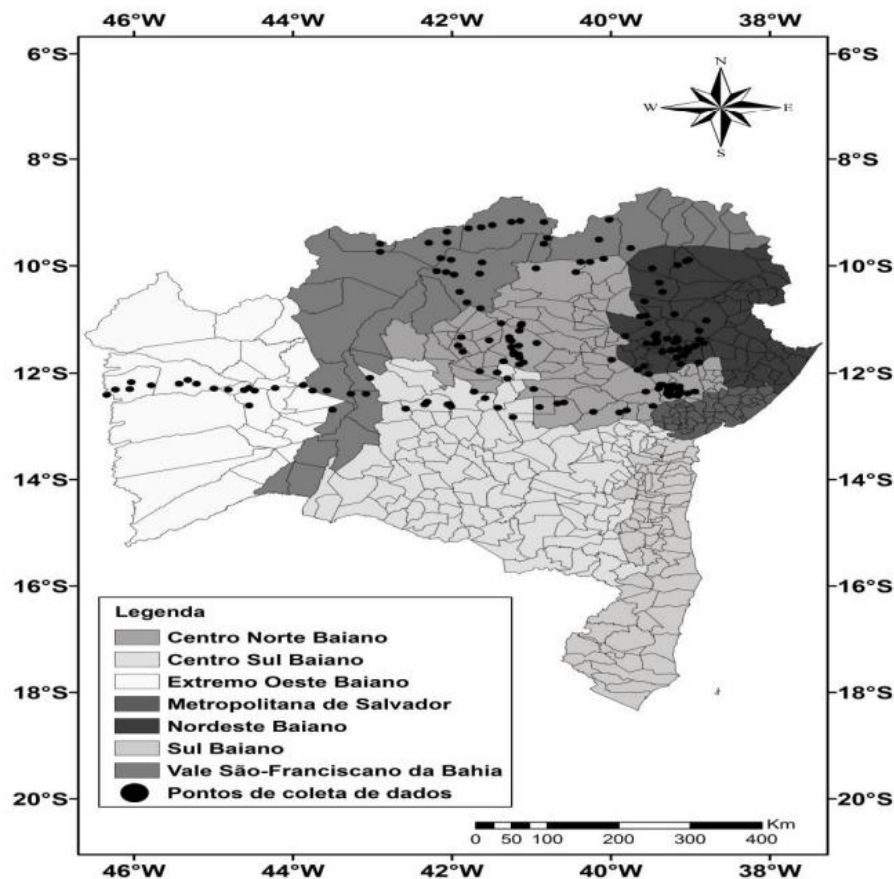 46°W 44°W 42°W 40°W 38°W
6°S 6°S
N
W E
S
8°S 8°S
10°S 10°S
12°S 12°S
14°S 14°S
16°S 16°S
Legenda
Centro Norte Baiano
Centro Sul Baiano
Extremo Oeste Baiano
Metropolitana de Salvador
Nordeste Baiano
Sul Baiano
Vale São-Franciscano da Bahia
Pontos de coleta de dados
18°S 18°S
20°S 20°S
Km
0 50 100 200 300 400
46°W 44°W 42°W 40°W 38°W